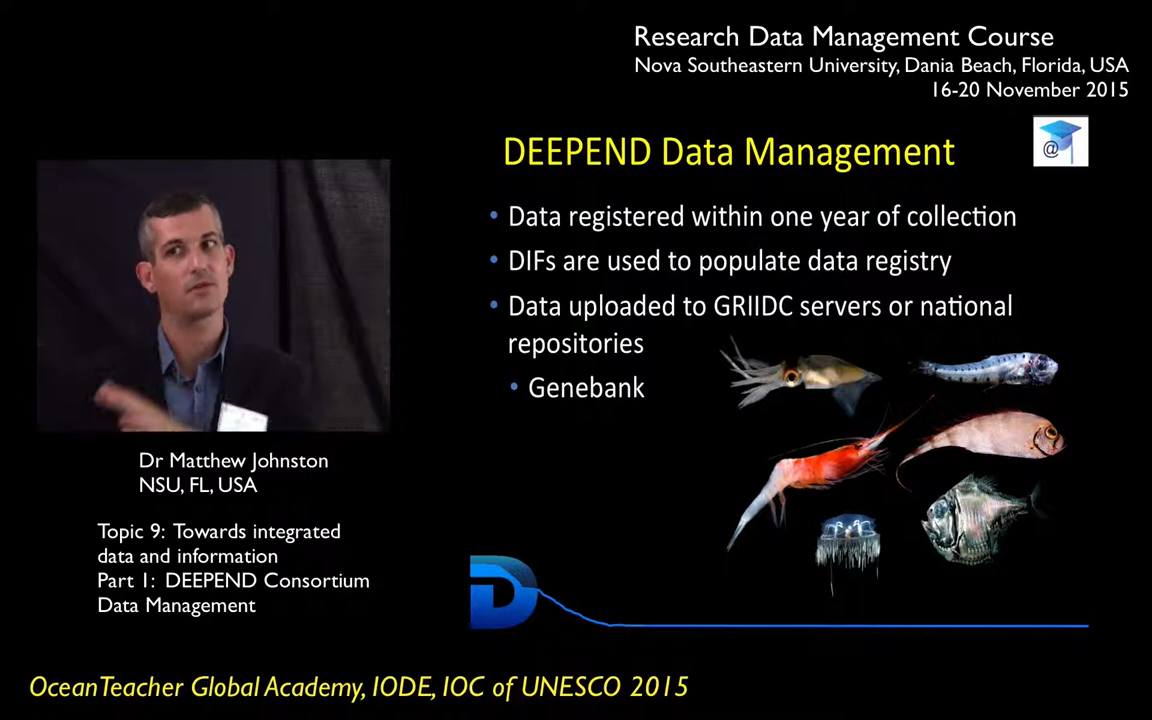 Research Data Management Course
Nova Southeastern University, Dania Beach, Florida, USA
16-20 November 2015
DEEPEND Data Management
@
• Data registered within one year of collection
• DIFs are used to populate data registry
• Data uploaded to GRIIDC servers or national
repositories
• Genebank
Dr Matthew Johnston
NSU, FL, USA
Topic 9: Towards integrated
data and information
Part 1: DEEPEND Consortium
Data Management
D
OceanTeacher Global Academy, IODE, IOC of UNESCO 2015